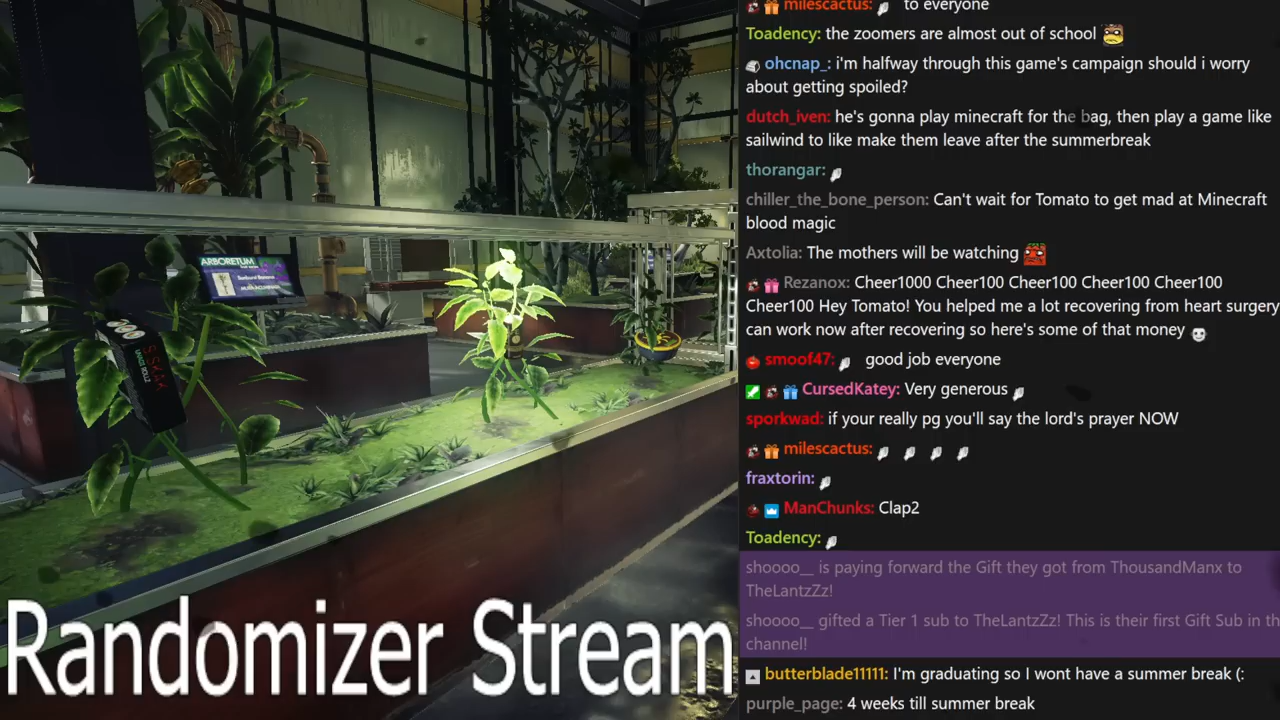 milescactus: to everyone
Toadency: the zoomers are almost out of school
ohcnap_: i'm halfway through this game's campaign should i worry
about getting spoiled?
dutch_iven: he's gonna play minecraft for the bag, then play a game like
sailwind to like make them leave after the summerbreak
thorangar:
chiller_the_bone_person: Can't wait for Tomato to get mad at Minecraft
blood magic
Axtolia: The mothers will be watching
Rezanox: Cheer1000 Cheer100 Cheer100 Cheer100 Cheer100
Cheer100 Hey Tomato! You helped me a lot recovering from heart surgery
can work now after recovering so here's some of that money
smoof47: good job everyone
CursedKatey: Very generous
sporkwad: if your really pg you'll say the lord's prayer NOW
milescactus:
fraxtorin:
ManChunks: Clap2
Toadency:
shoooo__ is paying forward the Gift they got from ThousandManx to
TheLantzZz!
shoooo__ gifted a Tier 1 sub to TheLantzZz! This is their first Gift Sub in th
channel!
butterblade11111: I'm graduating so I wont have a summer break (:
purple_page: 4 weeks till summer break
ARBORETUM
Randomizer Stream